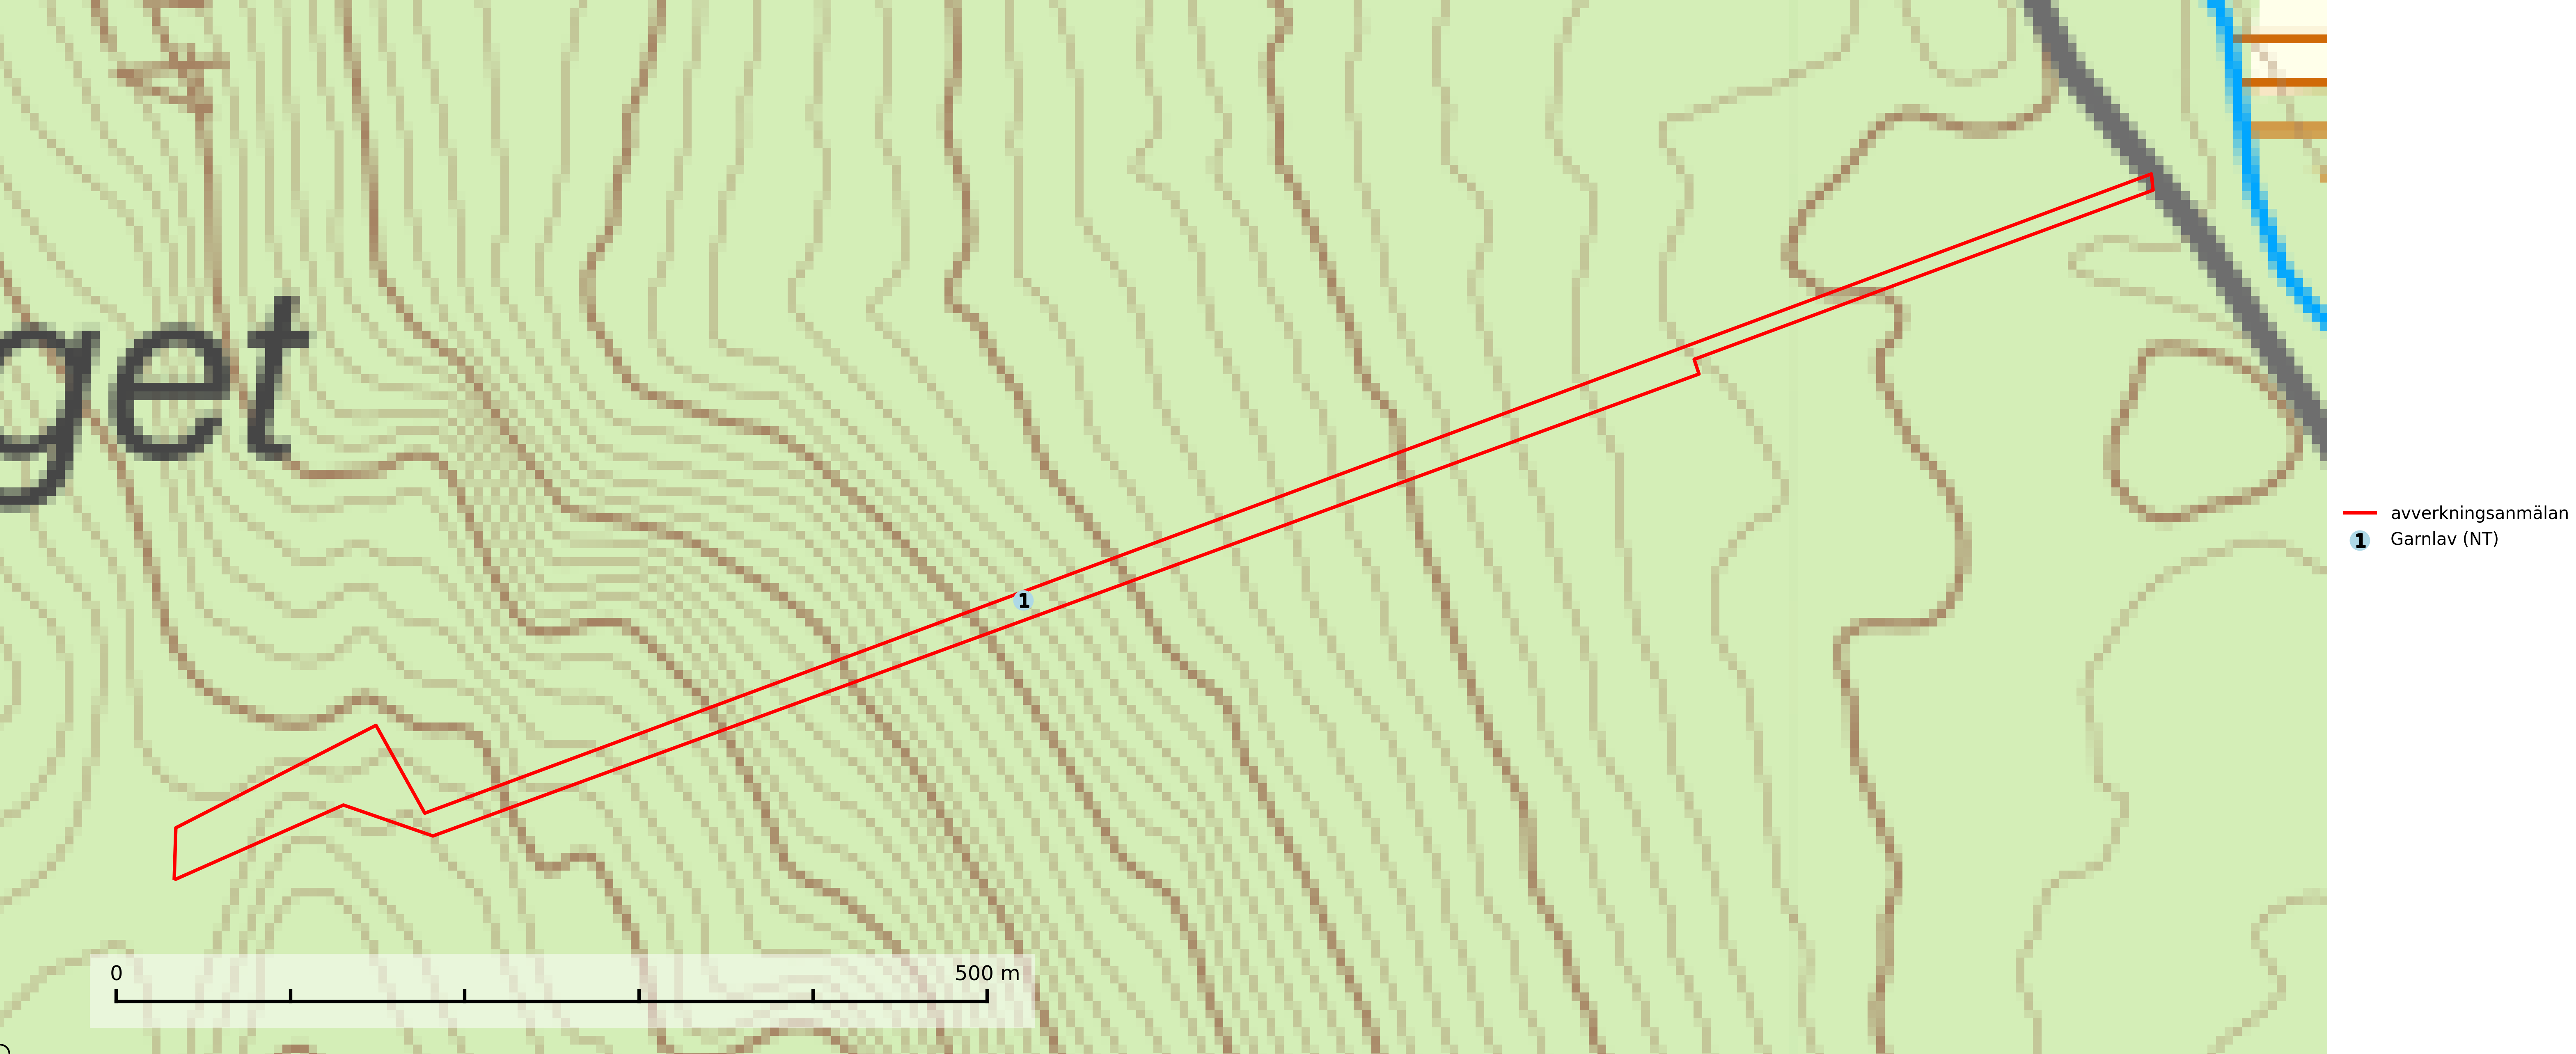 get
avverkningsanmälan
1 Garnlav (NT)
1
0 500 m